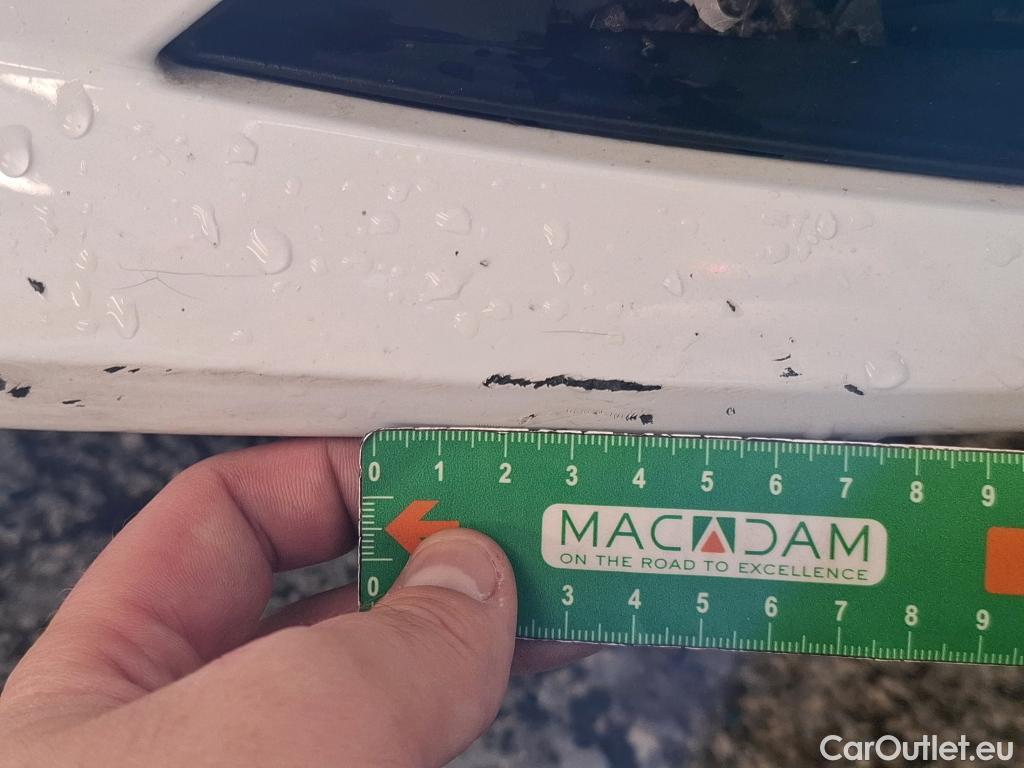 0 1 2 3 4 5 6 7 8 9
MACADAM
ON THE ROAD TO EXCELLENCE
0 3 4 5 6 7 8 9
CarOutlet.eu